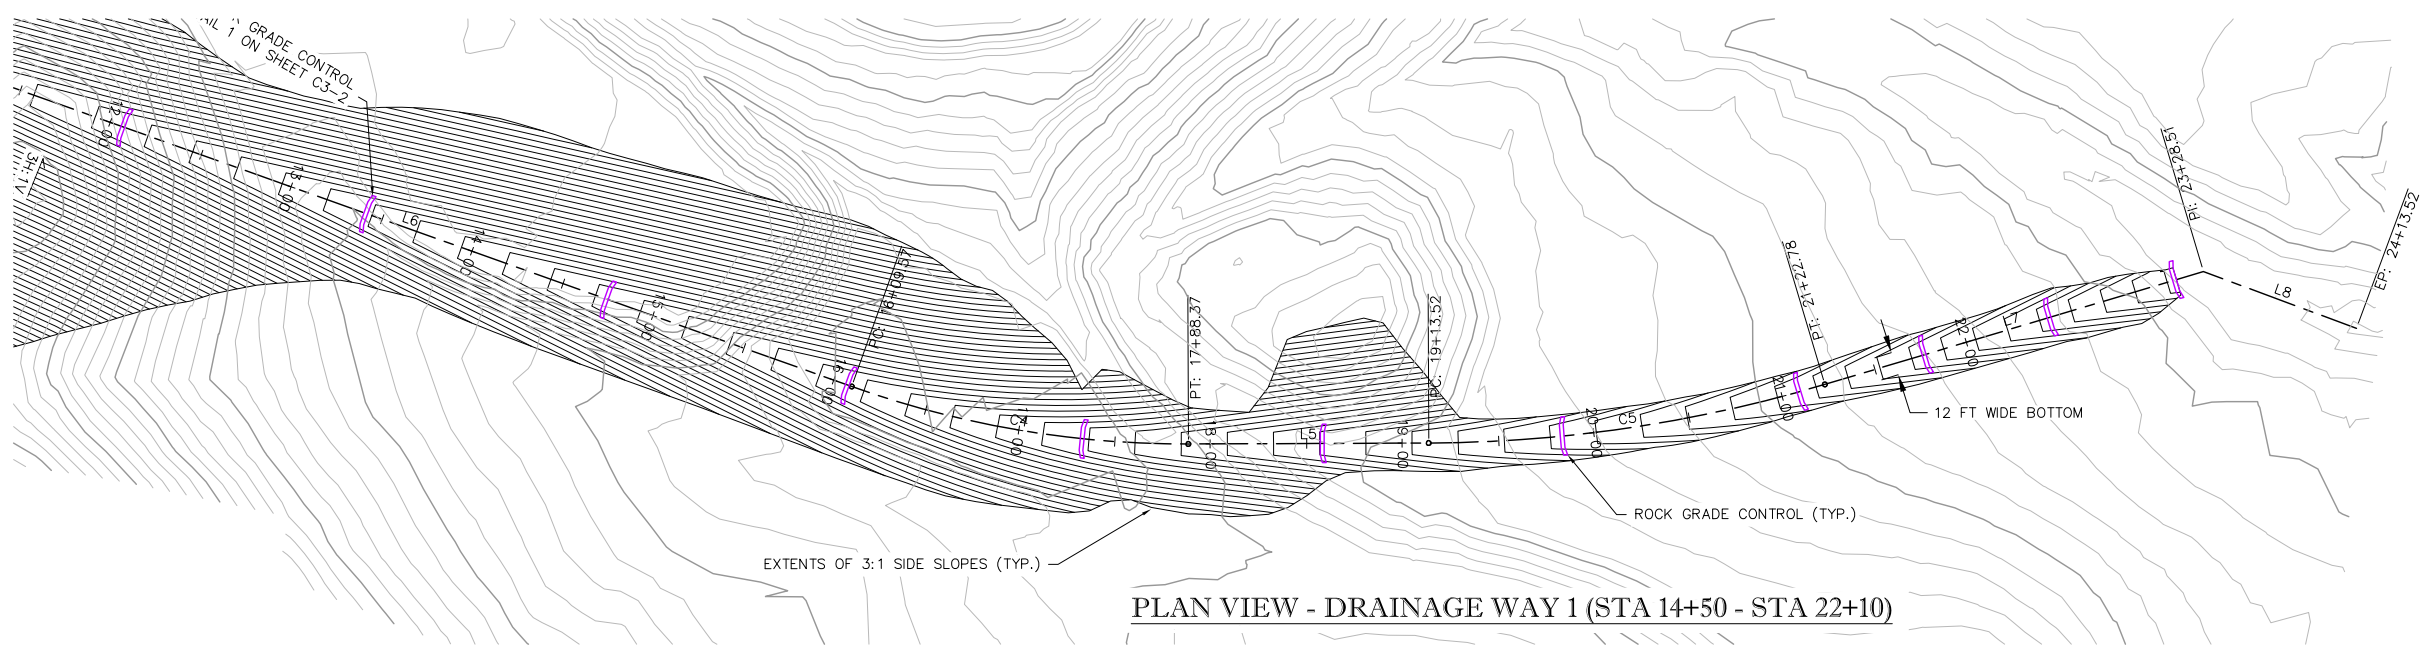 GRADE CONTROL
1 ON SHEET C3-2
3H:1V
12+00
13+00
L6
14+00
15+00
16+00
PC: 16+09.57
C4
PT: 17+88.37
18+00
L5
19+00
PC: 19+13.52
20+00
C5
21+00
PT: 21+22.78
22+00
PI: 23+28.51
L8
EP: 24+13.52
12 FT WIDE BOTTOM
ROCK GRADE CONTROL (TYP.)
EXTENTS OF 3:1 SIDE SLOPES (TYP.)
PLAN VIEW - DRAINAGE WAY 1 (STA 14+50 - STA 22+10)